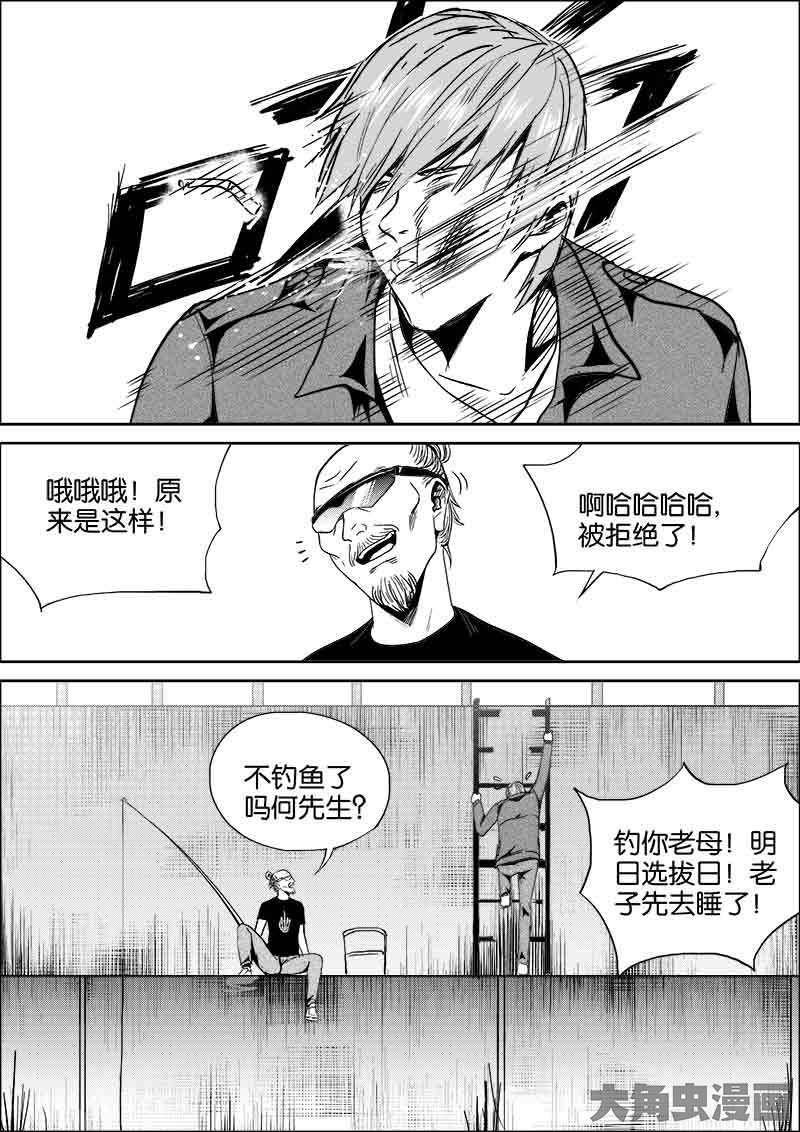 哦哦哦！原
来是这样！
啊哈哈哈哈，
被拒绝了！
不钓鱼了
吗何先生？
钓你老母！明
日选拔日！老
子先去睡了！
大角虫漫画